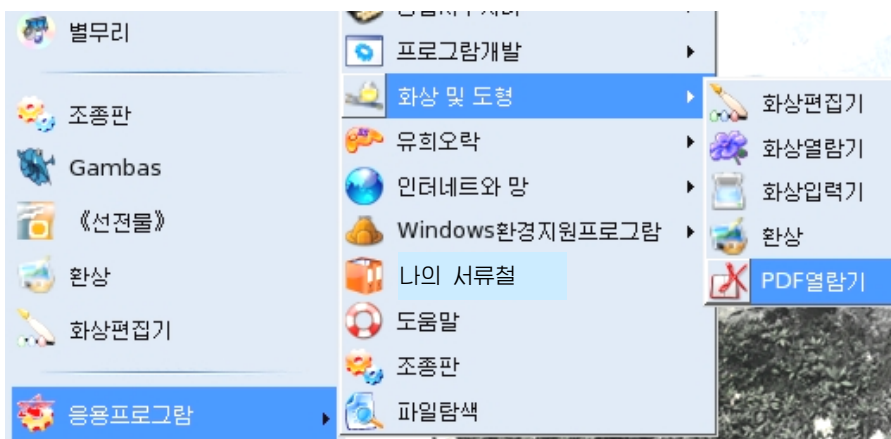 별무리
조종판
Gambas
《선전물》
환상
화상편집기
응용프로그람
프로그람개발
화상 및 도형
유희오락
인터네트와 망
Windows환경지원프로그람
나의 서류철
도움말
조종판
파일탐색
화상편집기
화상열람기
화상입력기
환상
PDF열람기